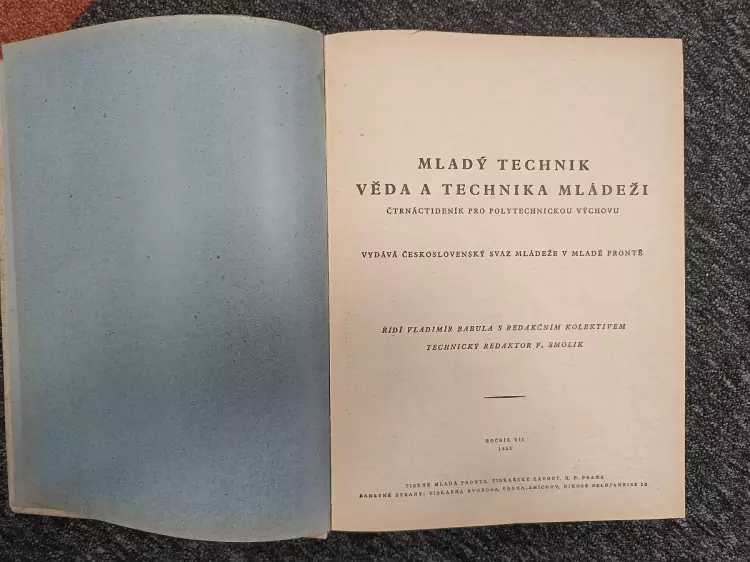 MLADÝ TECHNIK
VĚDA A TECHNIKA MLÁDEŽI
ČTRNÁCTIDENÍK PRO POLYTECHNICKOU VÝCHOVU
VYDÁVÁ ČESKOSLOVENSKÝ SVAZ MLÁDEŽE V MLADÉ FRONTĚ
ŘÍDÍ VLADIMÍR BABULA S REDAKČNÍM KOLEKTIVEM
TECHNICKÝ REDAKTOR F. SMOLÍK
ROČNÍK VII
TISKNE MLADÁ FRONTA, TISKAŘSKÉ ZÁVODY, N. P. PRAHA
BAREVNÉ STRANY: TISKÁRNA SVOBODA, PRAHA-SMÍCHOV, NIKOSE BELOJANNISE 10